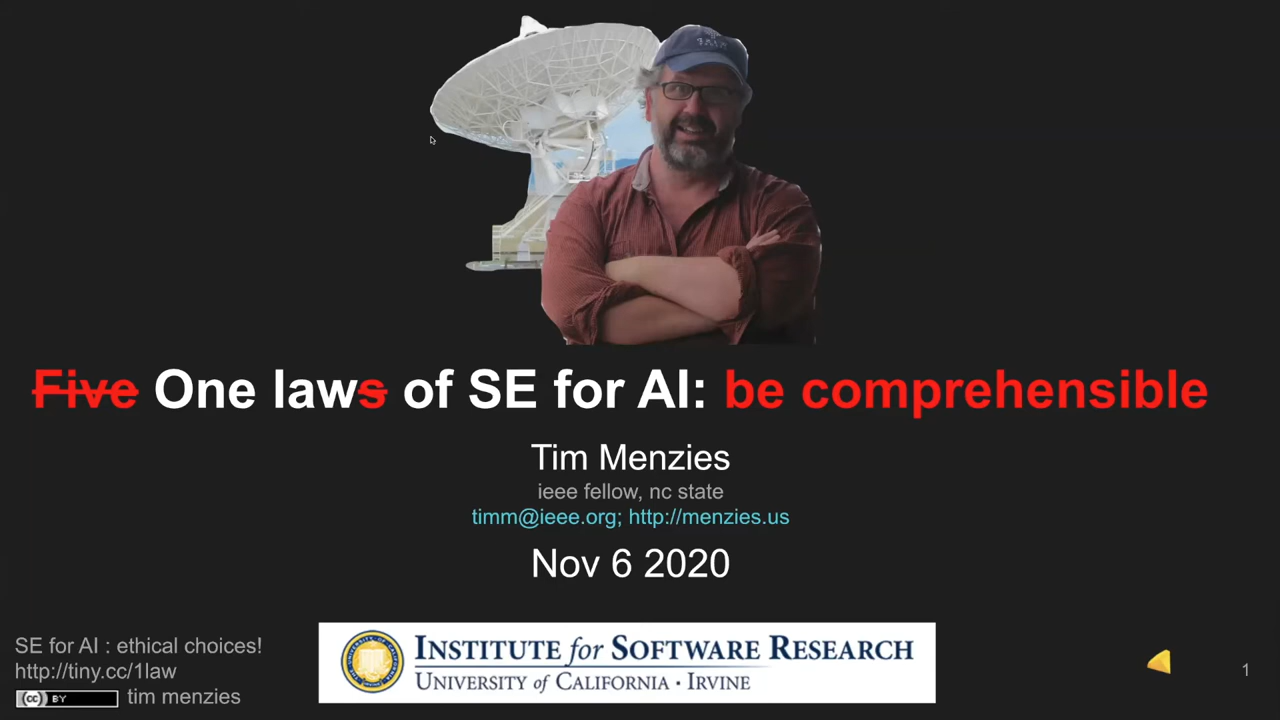 Five One laws of SE for AI: be comprehensible
Tim Menzies
ieee fellow, nc state
timm@ieee.org; http://menzies.us
Nov 6 2020
SE for AI : ethical choices!
http://tiny.cc/1law
cc BY tim menzies
INSTITUTE for SOFTWARE RESEARCH
UNIVERSITY of CALIFORNIA · IRVINE
1